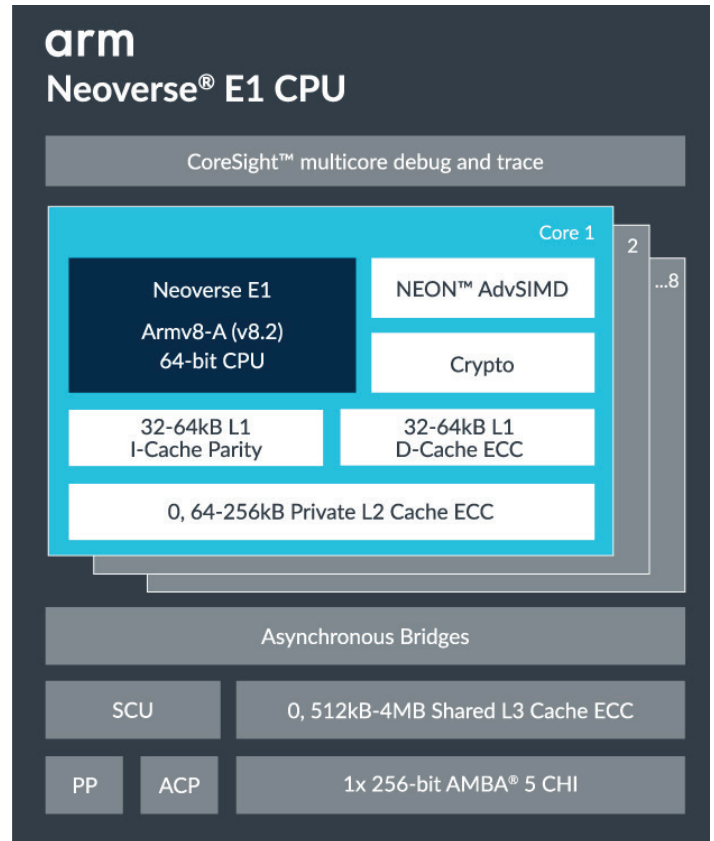 arm
Neoverse® E1 CPU
CoreSight™ multicore debug and trace
Core 1
2
...8
Neoverse E1
Armv8-A (v8.2)
64-bit CPU
NEON™ AdvSIMD
Crypto
32-64kB L1
I-Cache Parity
32-64kB L1
D-Cache ECC
0, 64-256kB Private L2 Cache ECC
Asynchronous Bridges
SCU
0, 512kB-4MB Shared L3 Cache ECC
PP
ACP
1x 256-bit AMBA® 5 CHI